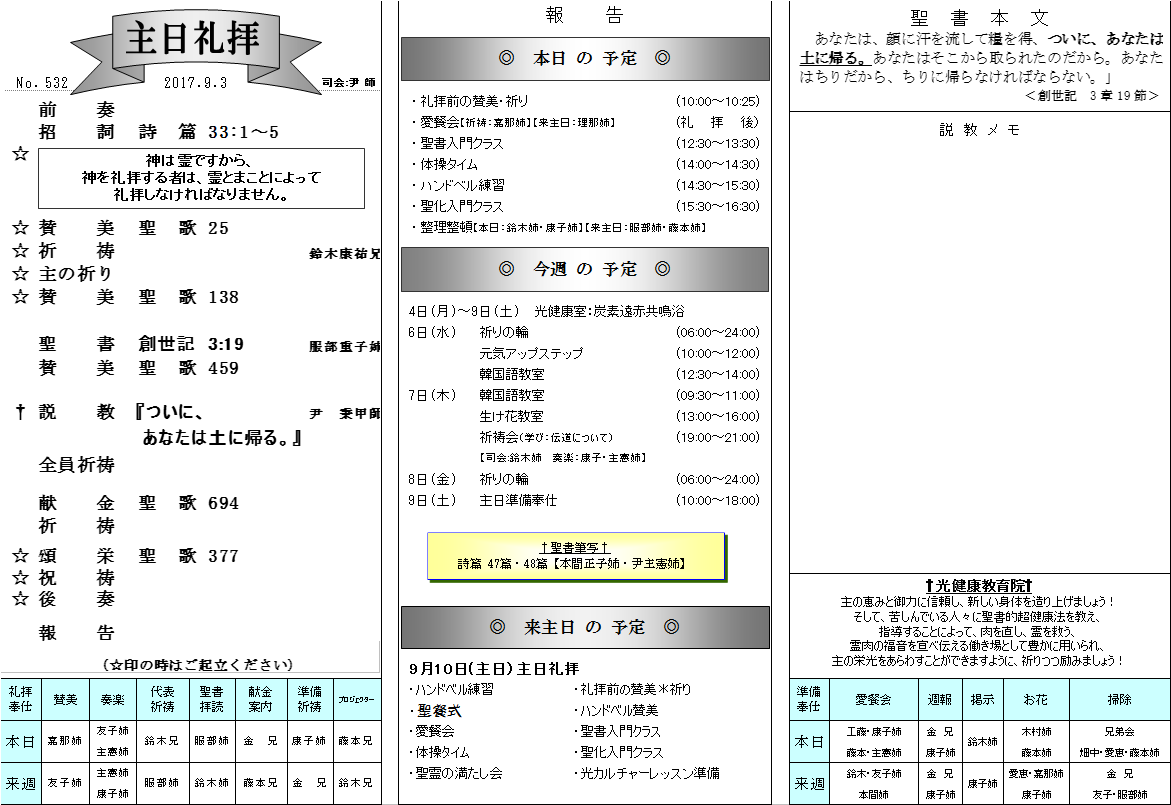 主日礼拝
No. 532 2017.9.3 司会:尹 師
前 奏
招 詞 詩 篇 33:1～5
☆
神は霊ですから、
神を礼拝する者は、霊とまことによって
礼拝しなければなりません。
☆ 賛 美 聖 歌 25
☆ 祈 祷 鈴木康祐兄
☆ 主の祈り
☆ 賛 美 聖 歌 138
聖 書 創世記 3:19 服部重子姉
賛 美 聖 歌 459
† 説 教 『ついに、 尹 秉甲師
あなたは土に帰る。』
全員祈祷
献 金 聖 歌 694
祈 祷
☆ 頌 栄 聖 歌 377
☆ 祝 祷
☆ 後 奏
報 告
(☆印の時はご起立ください)
礼拝奉仕 賛美 奏楽 代表祈祷 聖書拝読 献金案内 準備祈祷 プロジェクター
本日 嘉那姉 友子姉 主憲姉 鈴木兄 服部姉 金 兄 康子姉 藤本兄
来週 友子姉 主憲姉 康子姉 服部姉 鈴木姉 藤本兄 金 兄 鈴木兄
報 告
◎ 本日 の 予定 ◎
・礼拝前の賛美・祈り (10:00～10:25)
・愛餐会【祈祷:嘉那姉】【来主日:理那姉】 (礼 拝 後)
・聖書入門クラス (12:30～13:30)
・体操タイム (14:00～14:30)
・ハンドベル練習 (14:30～15:30)
・聖化入門クラス (15:30～16:30)
・整理整頓【本日:鈴木姉・康子姉】【来主日:服部姉・藤本姉】
◎ 今週 の 予定 ◎
4日(月)～9日(土) 光健康室:炭素遠赤共鳴浴
6日(水) 祈りの輪 (06:00～24:00)
元気アップステップ (10:00～12:00)
韓国語教室 (12:30～14:00)
7日(木) 韓国語教室 (09:30～11:00)
生け花教室 (13:00～16:00)
祈祷会(学び:伝道について) (19:00～21:00)
【司会:鈴木姉 奏楽:康子・主憲姉】
8日(金) 祈りの輪 (06:00～24:00)
9日(土) 主日準備奉仕 (10:00～18:00)
†聖書筆写†
詩篇 47篇・48篇【本間正子姉・尹主憲姉】
◎ 来主日 の 予定 ◎
9月10日(主日)主日礼拝
・ハンドベル練習 ・礼拝前の賛美＊祈り
・聖餐式 ・ハンドベル賛美
・愛餐会 ・聖書入門クラス
・体操タイム ・聖化入門クラス
・聖霊の満たし会 ・光カルチャーレッスン準備
聖 書 本 文
あなたは、顔に汗を流して糧を得、ついに、あなたは
土に帰る。あなたはそこから取られたのだから。あなた
はちりだから、ちりに帰らなければならない。」
＜創世記 3章19節＞
説 教 メ モ
†光健康教育院†
主の恵みと御力に信頼し、新しい身体を造り上げましょう！
そして、苦しんでいる人々に聖書的超健康法を教え、
指導することによって、肉を直し、霊を救う、
霊肉の福音を宣べ伝える働き場として豊かに用いられ、
主の栄光をあらわすことができますように、祈りつつ励みましょう！
準備奉仕 愛餐会 週報 掲示 お花 掃除
本日 工藤・康子姉 藤本・主憲姉 金 兄 康子姉 鈴木姉 木村姉 藤本姉 兄弟会 畑中・愛恵・藤本姉
来週 鈴木・友子姉 本間姉 金 兄 康子姉 康子姉 愛恵・嘉那姉 康子姉 金 兄 友子・服部姉